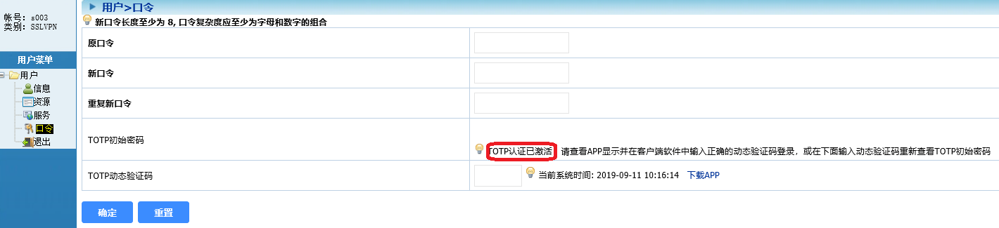 帐号: s003
类别: SSLVPN
用户菜单
用户
信息
资源
服务
口令
退出
用户>口令
新口令长度至少为 8, 口令复杂度应至少为字母和数字的组合
原口令
新口令
重复新口令
TOTP初始密码
TOTP认证已激活 请查看APP显示并在客户端软件中输入正确的动态验证码登录，或在下面输入动态验证码重新查看TOTP初始密码
TOTP动态验证码
当前系统时间: 2019-09-11 10:16:14 下载APP
确定 重置